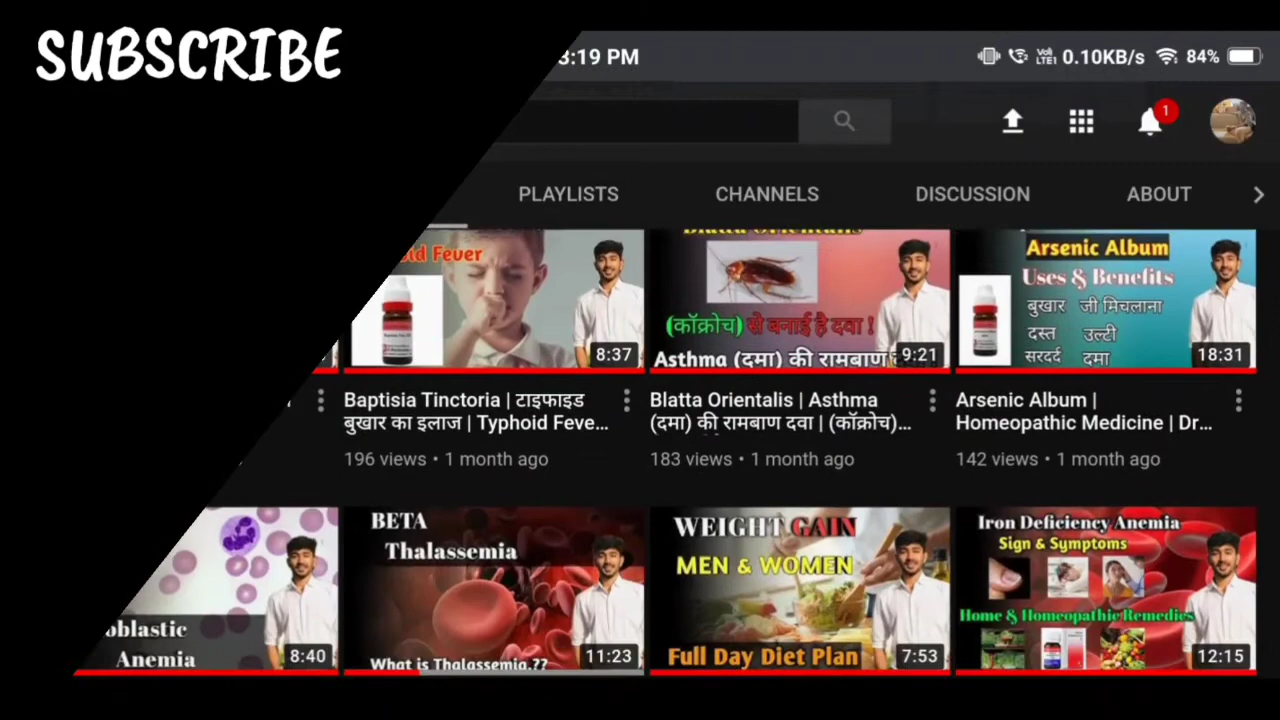 SUBSCRIBE
3:19 PM
0.10KB/s
84%
1
PLAYLISTS
CHANNELS
DISCUSSION
ABOUT
Fever
8:37
Blatta Orientalis
(कॉक्रोच) से बनाई है दवा !
Asthma (दमा) की रामबाण
9:21
Arsenic Album
Uses & Benefits
बुखार जी मिचलाना
दस्त उल्टी
सरदर्द दमा
18:31
Baptisia Tinctoria | टाइफाइड
बुखार का इलाज | Typhoid Feve...
196 views • 1 month ago
Blatta Orientalis | Asthma
(दमा) की रामबाण दवा | (कॉक्रोच)...
183 views • 1 month ago
Arsenic Album |
Homeopathic Medicine | Dr...
142 views • 1 month ago
oblastic
Anemia
8:40
BETA
Thalassemia
What is Thalassemia.??
11:23
WEIGHT GAIN
MEN & WOMEN
Full Day Diet Plan
7:53
Iron Deficiency Anemia
Sign & Symptoms
Home & Homeopathic Remedies
12:15